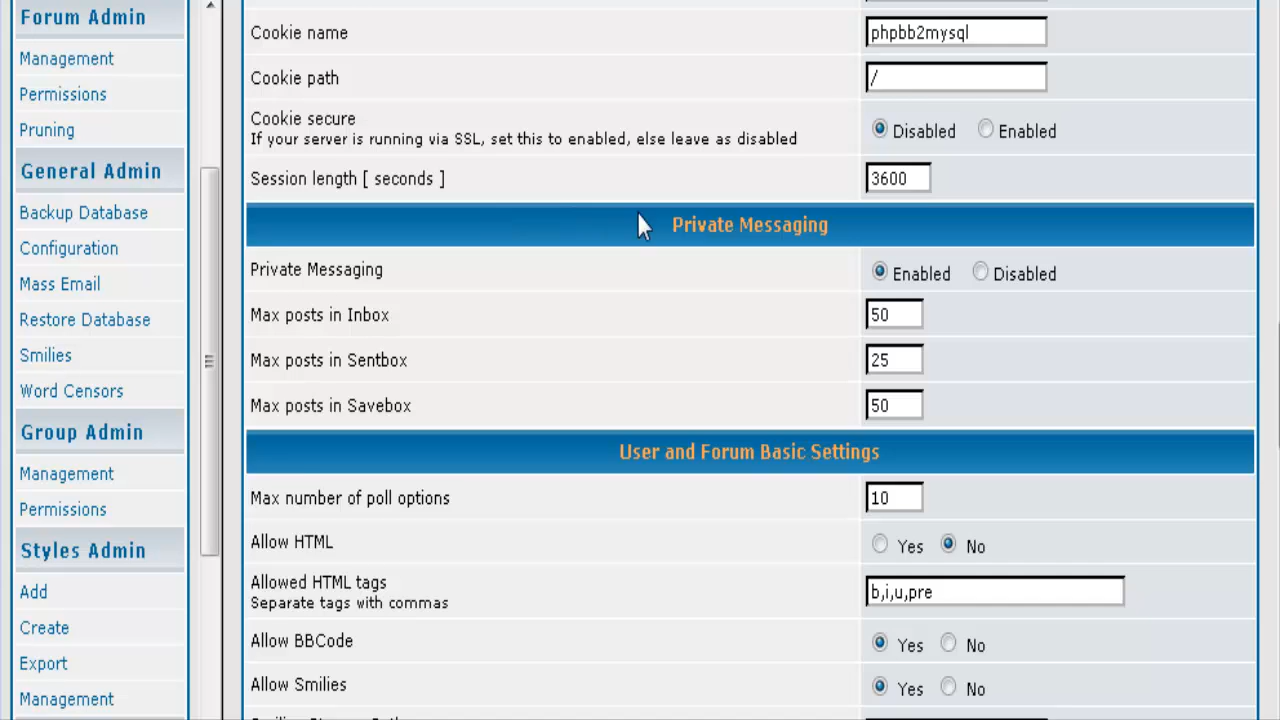 Forum Admin
Management
Permissions
Pruning
General Admin
Backup Database
Configuration
Mass Email
Restore Database
Smilies
Word Censors
Group Admin
Management
Permissions
Styles Admin
Add
Create
Export
Management
Cookie name phpbb2mysql
Cookie path /
Cookie secure
If your server is running via SSL, set this to enabled, else leave as disabled
Disabled Enabled
Session length [ seconds ] 3600
Private Messaging
Private Messaging Enabled Disabled
Max posts in Inbox 50
Max posts in Sentbox 25
Max posts in Savebox 50
User and Forum Basic Settings
Max number of poll options 10
Allow HTML Yes No
Allowed HTML tags
Separate tags with commas
b,i,u,pre
Allow BBCode Yes No
Allow Smilies Yes No